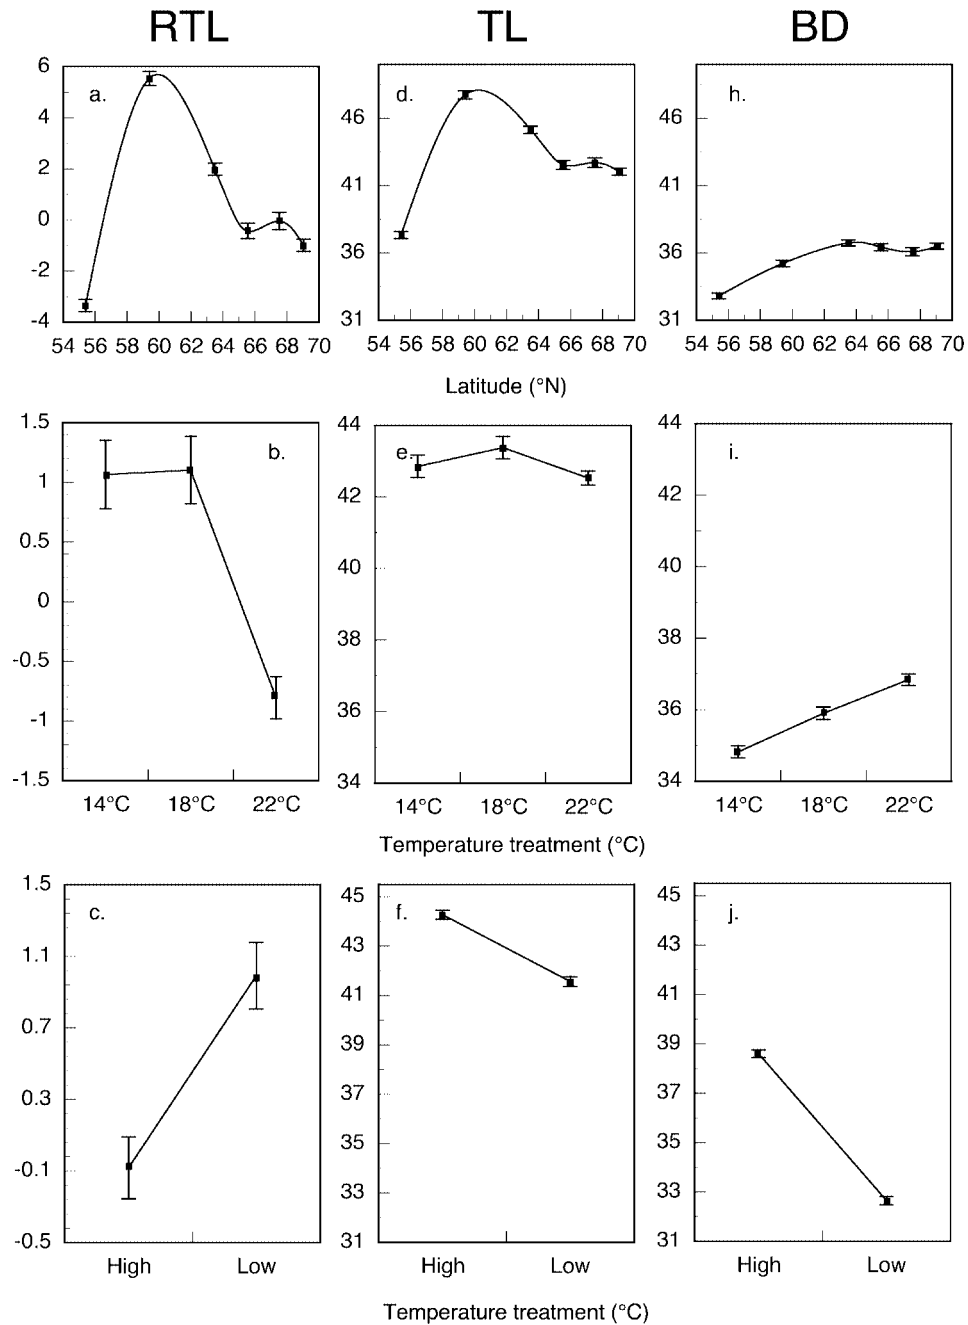 RTL TL BD
a. d. h.
6
4 46 46
2 41 41
0
-2 36 36
-4 31 31
54 56 58 60 62 64 66 68 70 54 56 58 60 62 64 66 68 70 54 56 58 60 62 64 66 68 70
Latitude (°N)
b. e. i.
1.5 44 44
1 42 42
0.5 40 40
0
-0.5 38 38
-1 36 36
-1.5 34 34
14°C 18°C 22°C 14°C 18°C 22°C 14°C 18°C 22°C
Temperature treatment (°C)
c. f. j.
1.5 45 45
1.1 43 43
41 41
0.7 39 39
0.3 37 37
35 35
-0.1 33 33
-0.5 31 31
High Low High Low High Low
Temperature treatment (°C)